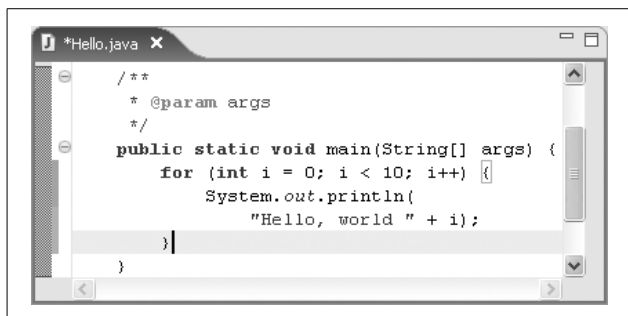 *Hello.java
/**
* @param args
*/
public static void main(String[] args) {
for (int i = 0; i < 10; i++) {
System.out.println(
"Hello, world " + i);
}
}